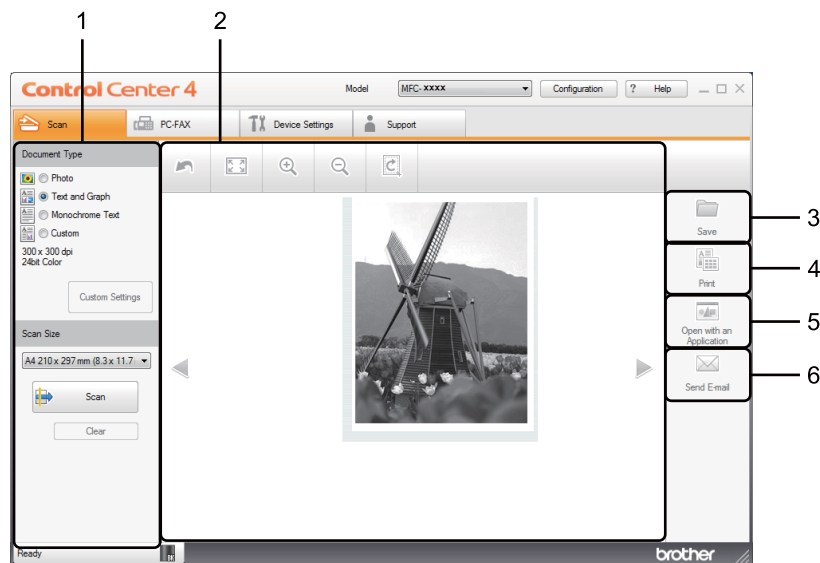 1
2
ControlCenter 4
Model
MFC- xxxx
Configuration
? Help
Scan
PC-FAX
Device Settings
Support
Document Type
Photo
Text and Graph
Monochrome Text
Custom
300 x 300 dpi
24bit Color
Custom Settings
Scan Size
A4 210 x 297 mm (8.3 x 11.7
Scan
Clear
Save
3
Print
4
Open with an
Application
5
Send E-mail
6
Ready
BK
brother